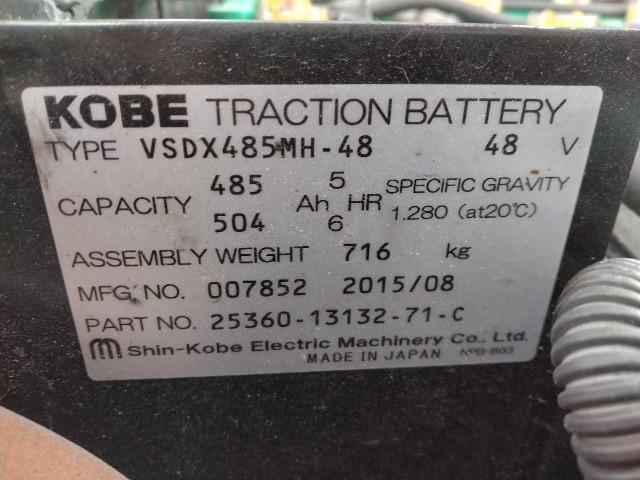 KOBE TRACTION BATTERY
TYPE VSDX485MH-48 48 V
CAPACITY 485 Ah 5 HR SPECIFIC GRAVITY
504 6 1.280 (at20℃)
ASSEMBLY WEIGHT 716 kg
MFG NO. 007852 2015/08
PART NO. 25360-13132-71-C
Shin-Kobe Electric Machinery Co., Ltd.
MADE IN JAPAN